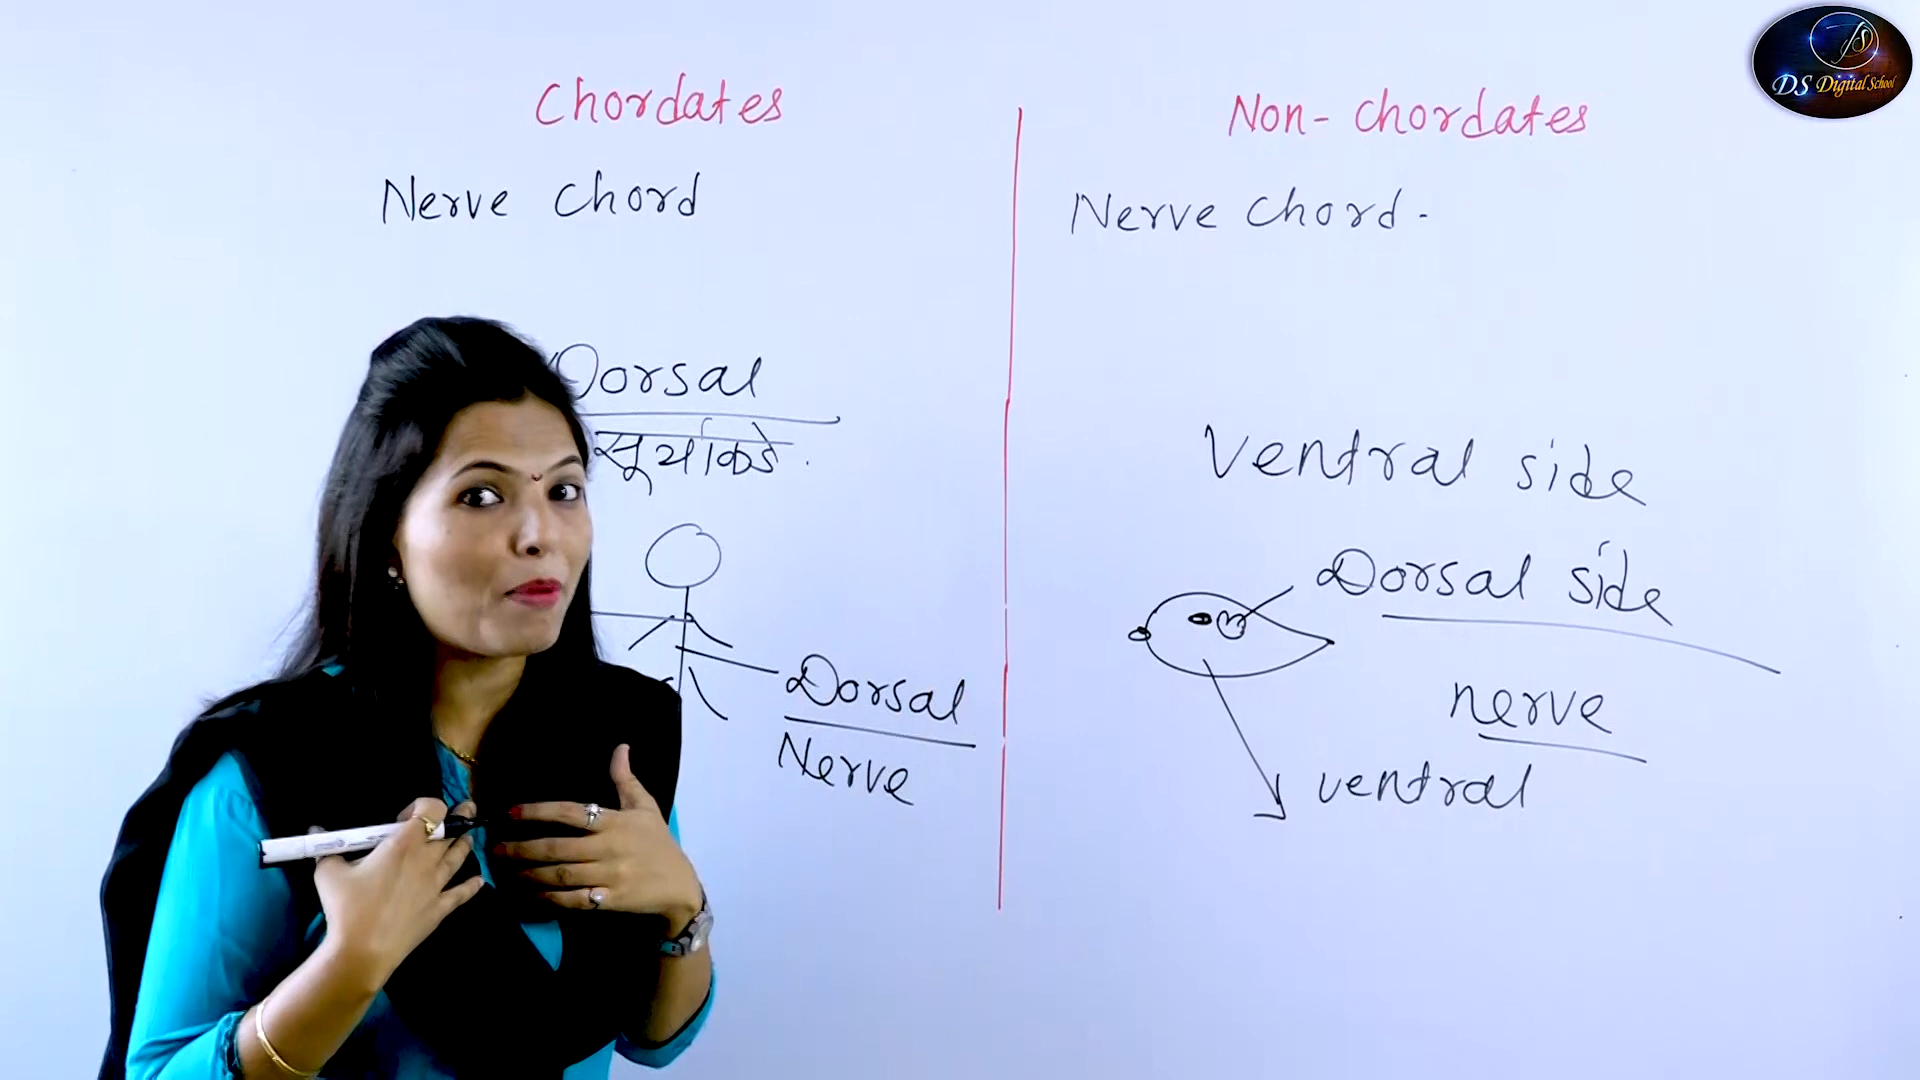 Chordates
Nerve Chord
Dorsal
सूर्याकडे.
Dorsal
Nerve
Non-chordates
Nerve Chord-
Ventral side
Dorsal side
nerve
ventral
DS Digital School